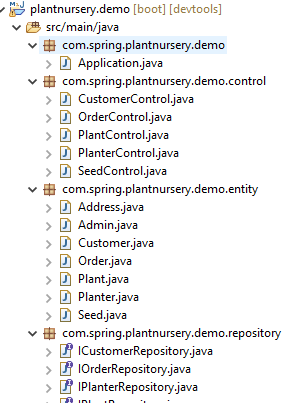 plantnursery.demo [boot] [devtools]
src/main/java
com.spring.plantnursery.demo
Application.java
com.spring.plantnursery.demo.control
CustomerControl.java
OrderControl.java
PlantControl.java
PlanterControl.java
SeedControl.java
com.spring.plantnursery.demo.entity
Address.java
Admin.java
Customer.java
Order.java
Plant.java
Planter.java
Seed.java
com.spring.plantnursery.demo.repository
ICustomerRepository.java
IOrderRepository.java
IPlanterRepository.java